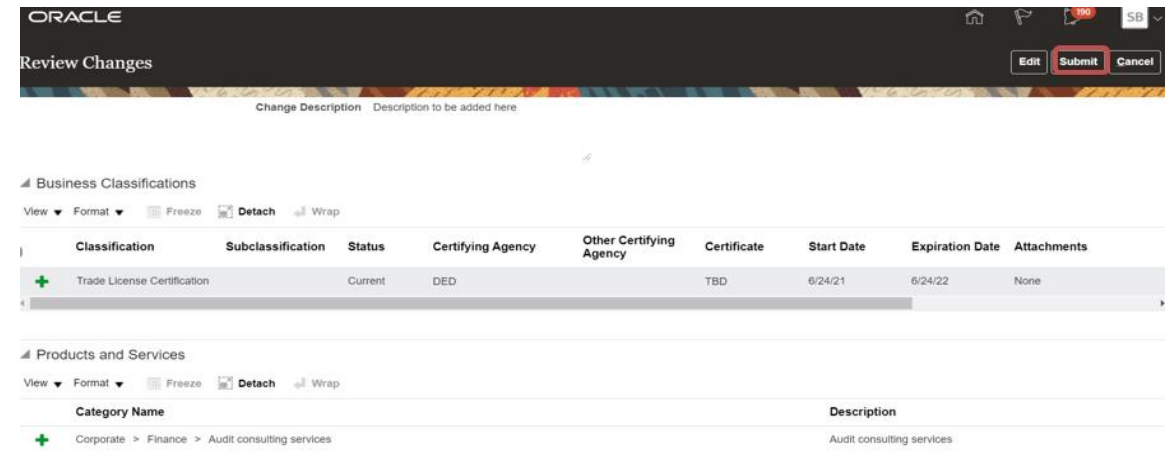 ORACLE
190
SB
Review Changes
Edit Submit Cancel
Change Description Description to be added here
Business Classifications
View Format Freeze Detach Wrap
Classification Subclassification Status Certifying Agency Other Certifying Agency Certificate Start Date Expiration Date Attachments
Trade License Certification Current DED TBD 6/24/21 6/24/22 None
Products and Services
View Format Freeze Detach Wrap
Category Name Description
Corporate > Finance > Audit consulting services Audit consulting services